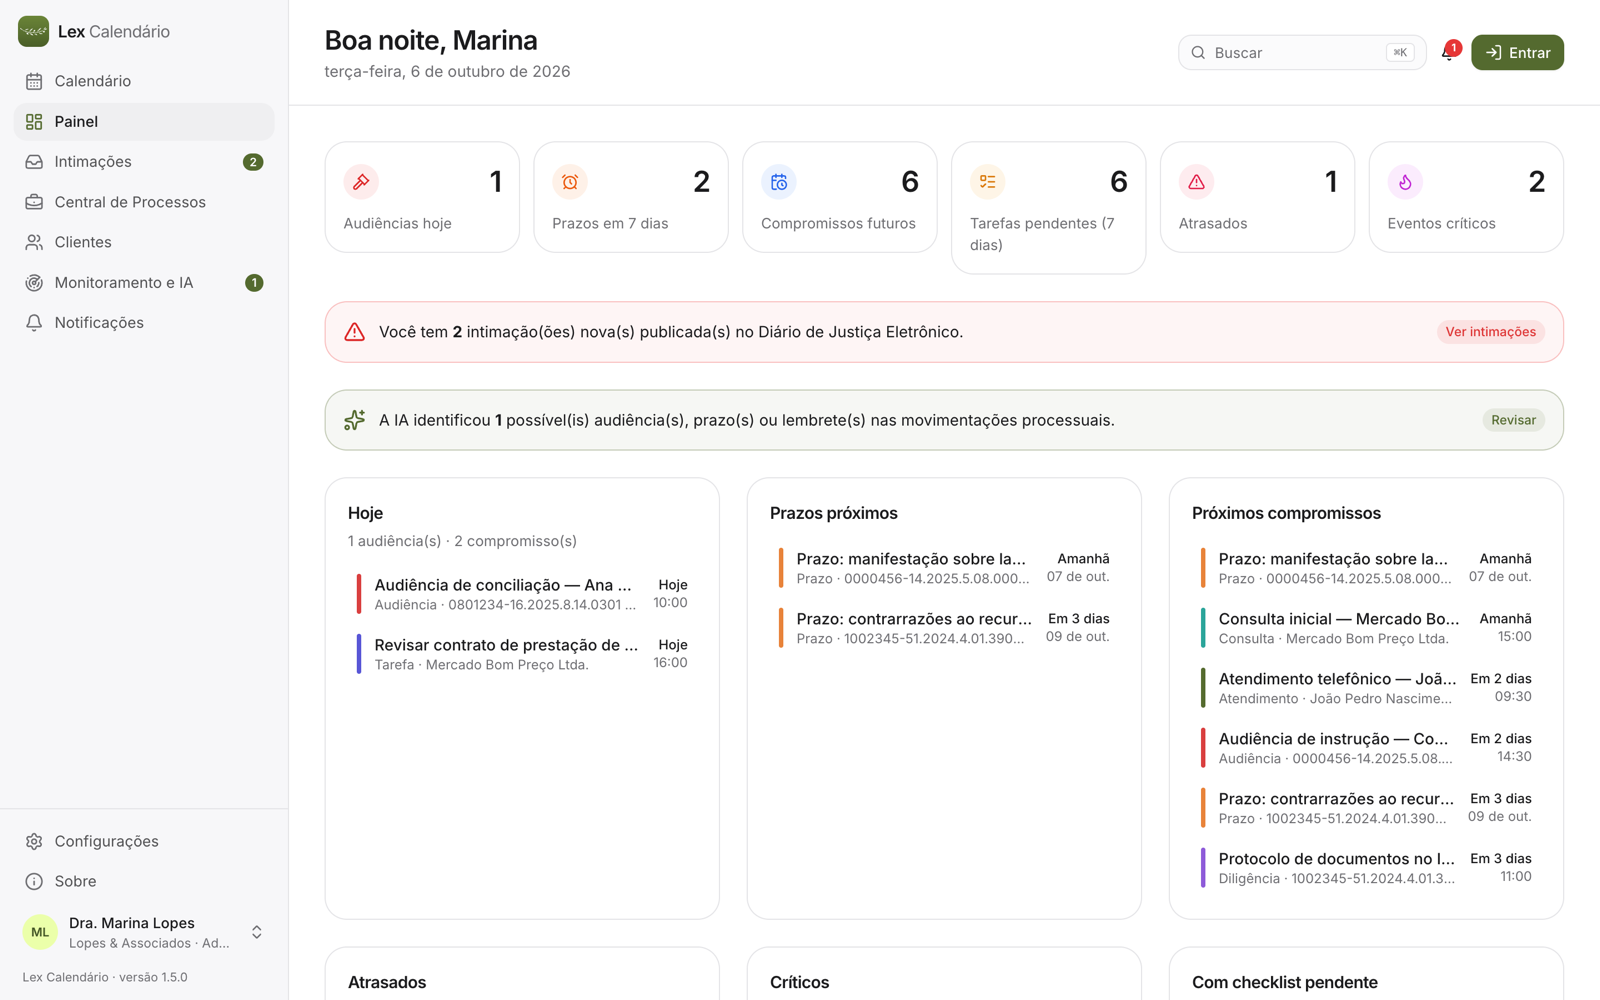 Lex Calendário
Calendário
Painel
Intimações 2
Central de Processos
Clientes
Monitoramento e IA 1
Notificações
Configurações
Sobre
ML
Dra. Marina Lopes
Lopes & Associados · Ad...
Lex Calendário · versão 1.5.0
Boa noite, Marina
terça-feira, 6 de outubro de 2026
Buscar ⌘K
1
Entrar
1
Audiências hoje
2
Prazos em 7 dias
6
Compromissos futuros
6
Tarefas pendentes (7
dias)
1
Atrasados
2
Eventos críticos
Você tem 2 intimação(ões) nova(s) publicada(s) no Diário de Justiça Eletrônico.
Ver intimações
A IA identificou 1 possível(is) audiência(s), prazo(s) ou lembrete(s) nas movimentações processuais.
Revisar
Hoje
1 audiência(s) · 2 compromisso(s)
Audiência de conciliação — Ana ... Hoje
Audiência · 0801234-16.2025.8.14.0301 ... 10:00
Revisar contrato de prestação de ... Hoje
Tarefa · Mercado Bom Preço Ltda. 16:00
Prazos próximos
Prazo: manifestação sobre la... Amanhã
Prazo · 0000456-14.2025.5.08.000... 07 de out.
Prazo: contrarrazões ao recur... Em 3 dias
Prazo · 1002345-51.2024.4.01.390... 09 de out.
Próximos compromissos
Prazo: manifestação sobre la... Amanhã
Prazo · 0000456-14.2025.5.08.000... 07 de out.
Consulta inicial — Mercado Bo... Amanhã
Consulta · Mercado Bom Preço Ltda. 15:00
Atendimento telefônico — Joã... Em 2 dias
Atendimento · João Pedro Nascime... 09:30
Audiência de instrução — Co... Em 2 dias
Audiência · 0000456-14.2025.5.08.... 14:30
Prazo: contrarrazões ao recur... Em 3 dias
Prazo · 1002345-51.2024.4.01.390... 09 de out.
Protocolo de documentos no I... Em 3 dias
Diligência · 1002345-51.2024.4.01.3... 11:00
Atrasados
Críticos
Com checklist pendente